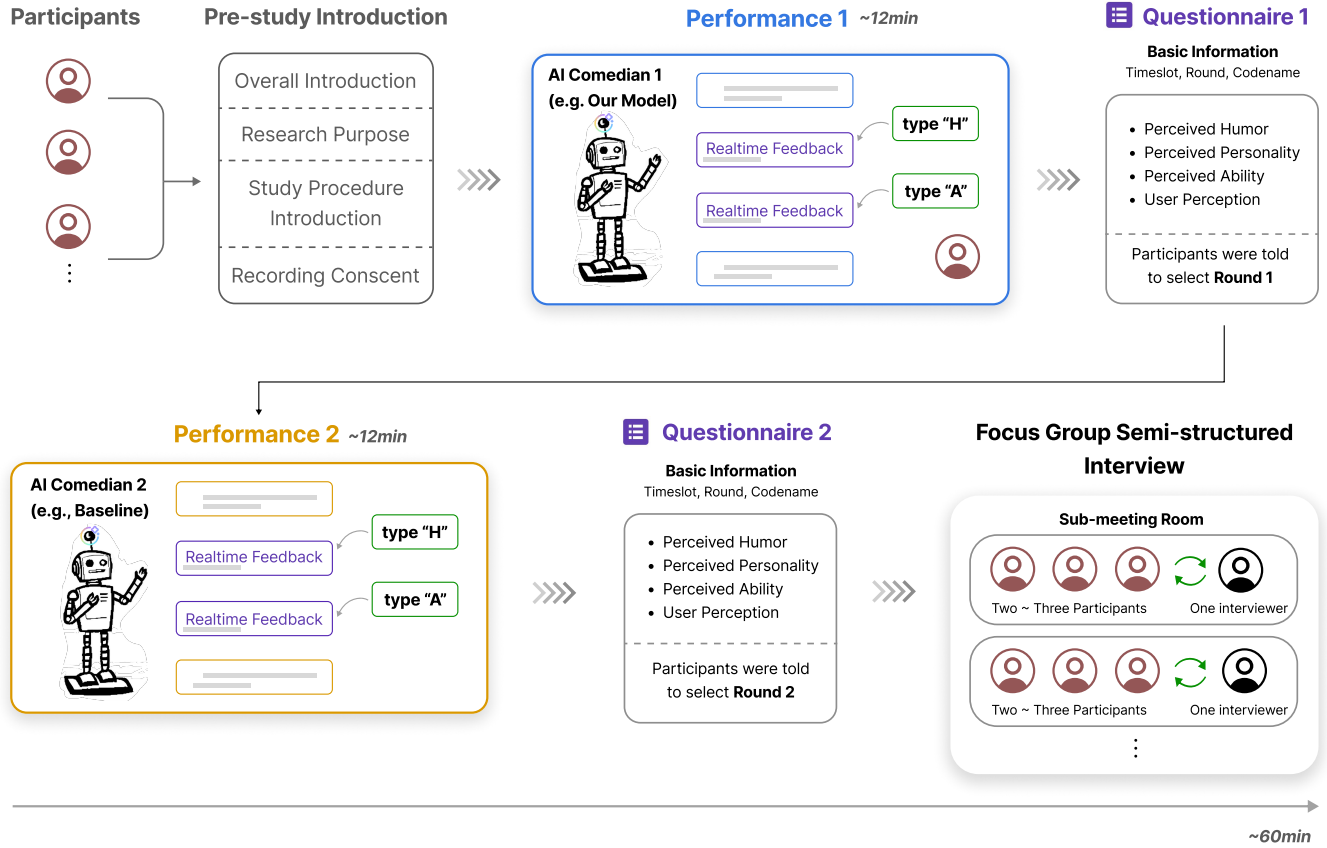 Participants
Pre-study Introduction
Overall Introduction
Research Purpose
Study Procedure
Introduction
Recording Conscent
Performance 1 ~12min
AI Comedian 1
(e.g. Our Model)
Realtime Feedback
type “H”
Realtime Feedback
type “A”
Questionnaire 1
Basic Information
Timeslot, Round, Codename
• Perceived Humor
• Perceived Personality
• Perceived Ability
• User Perception
Participants were told
to select Round 1
Performance 2 ~12min
AI Comedian 2
(e.g., Baseline)
Realtime Feedback
type “H”
Realtime Feedback
type “A”
Questionnaire 2
Basic Information
Timeslot, Round, Codename
• Perceived Humor
• Perceived Personality
• Perceived Ability
• User Perception
Participants were told
to select Round 2
Focus Group Semi-structured
Interview
Sub-meeting Room
Two ~ Three Participants
One interviewer
Two ~ Three Participants
One interviewer
~60min